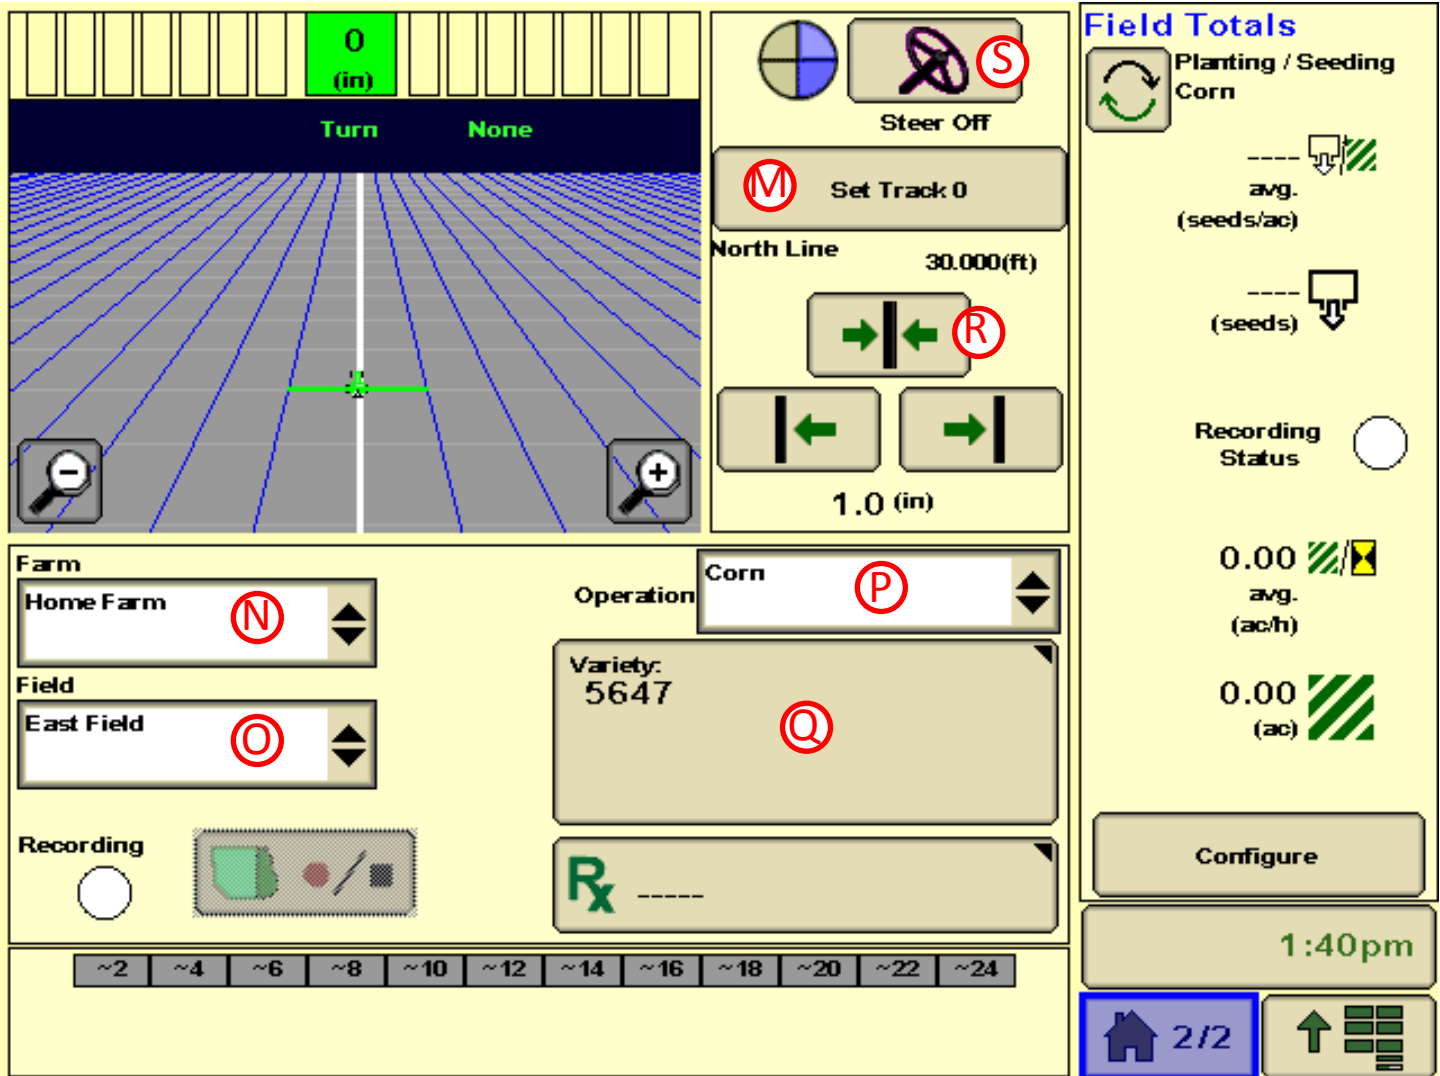 0
(in)
Turn None
S
Steer Off
M Set Track 0
North Line 30.000(ft)
R
1.0 (in)
Farm
Home Farm N
Field
East Field O
Operation Corn P
Variety:
5647
Q
Recording
Rx -----
~2 ~4 ~6 ~8 ~10 ~12 ~14 ~16 ~18 ~20 ~22 ~24
Field Totals
Planting / Seeding
Corn
----
avg.
(seeds/ac)
----
(seeds)
Recording
Status
0.00
avg.
(ac/h)
0.00
(ac)
Configure
1:40pm
2/2